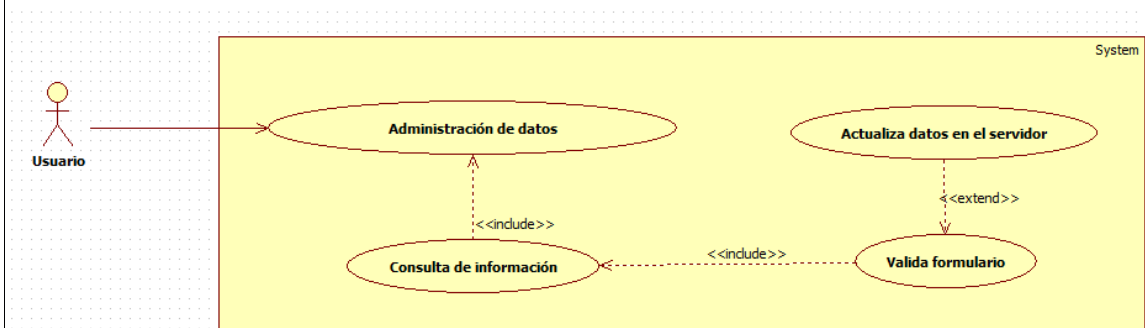 System
Usuario
Administración de datos
Actualiza datos en el servidor
<<include>>
<<extend>>
Consulta de información
<<include>>
Valida formulario